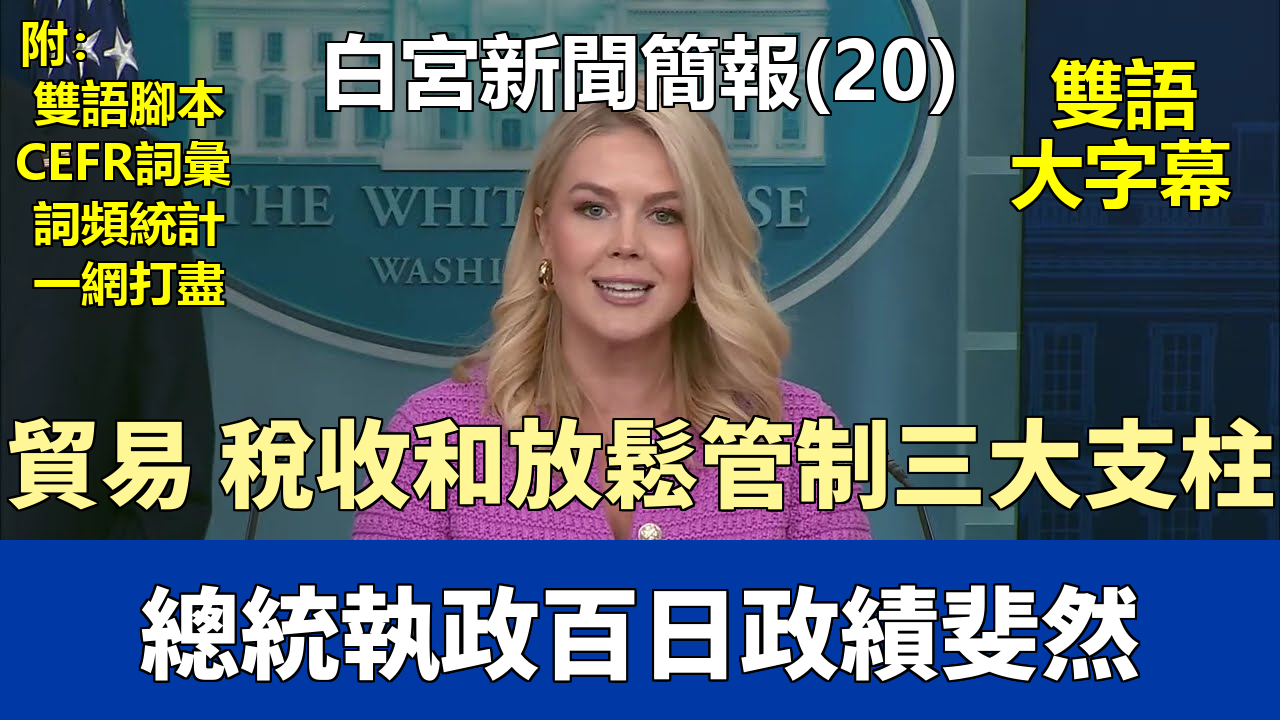 附：
雙語腳本
CEFR詞彙
詞頻統計
一網打盡
白宮新聞簡報(20)
雙語
大字幕
THE WHIT SE
WASHI
貿易 稅收和放鬆管制三大支柱
總統執政百日政績斐然